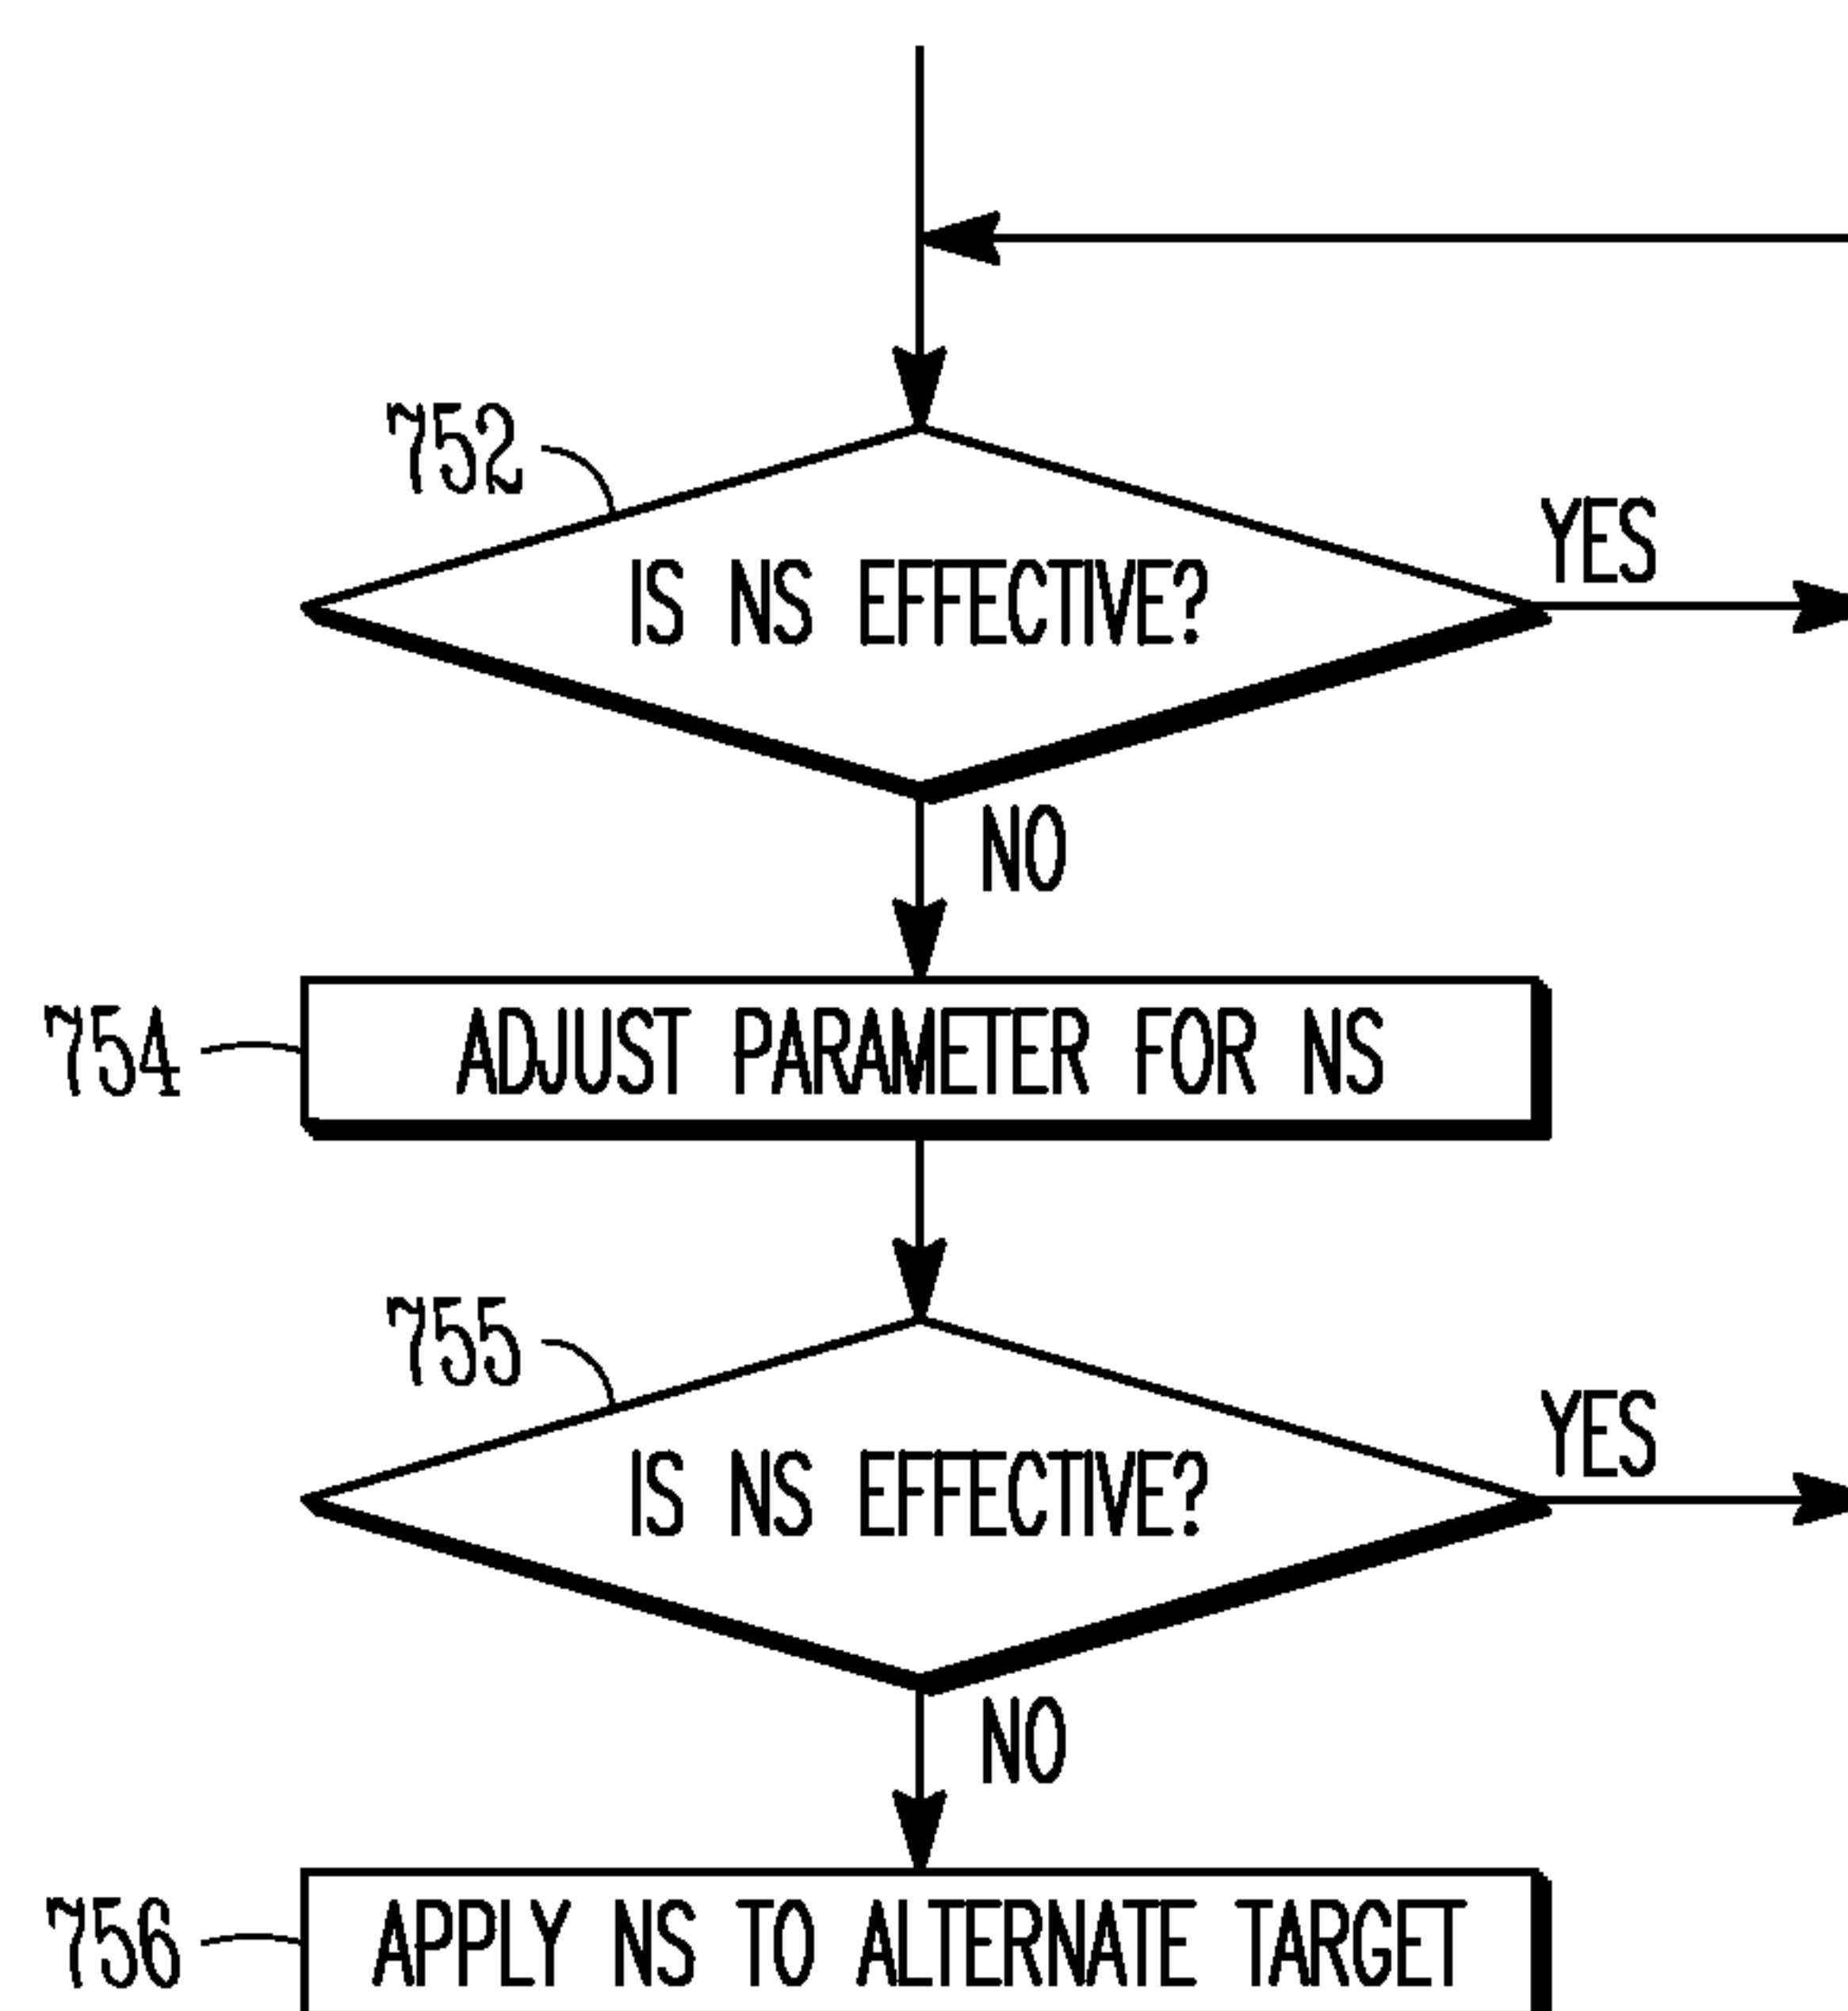 752
IS NS EFFECTIVE?
YES
NO
754
ADJUST PARAMETER FOR NS
755
IS NS EFFECTIVE?
YES
NO
756
APPLY NS TO ALTERNATE TARGET